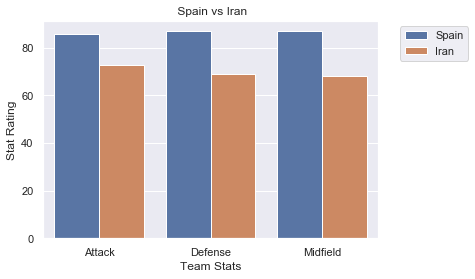 Spain vs Iran
Spain
Iran
Stat Rating
80
60
40
20
0
Attack Defense Midfield
Team Stats